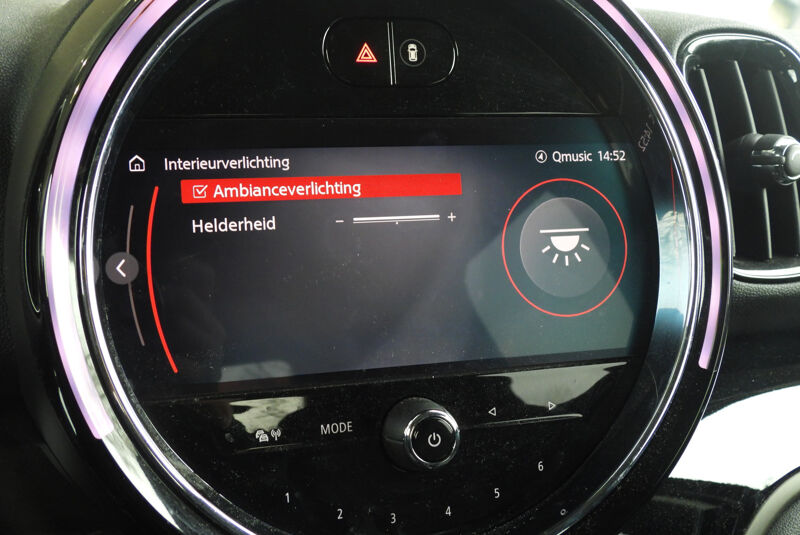 Interieurverlichting
Qmusic 14:52
Ambianceverlichting
Helderheid
MODE
1
2
3
4
5
6